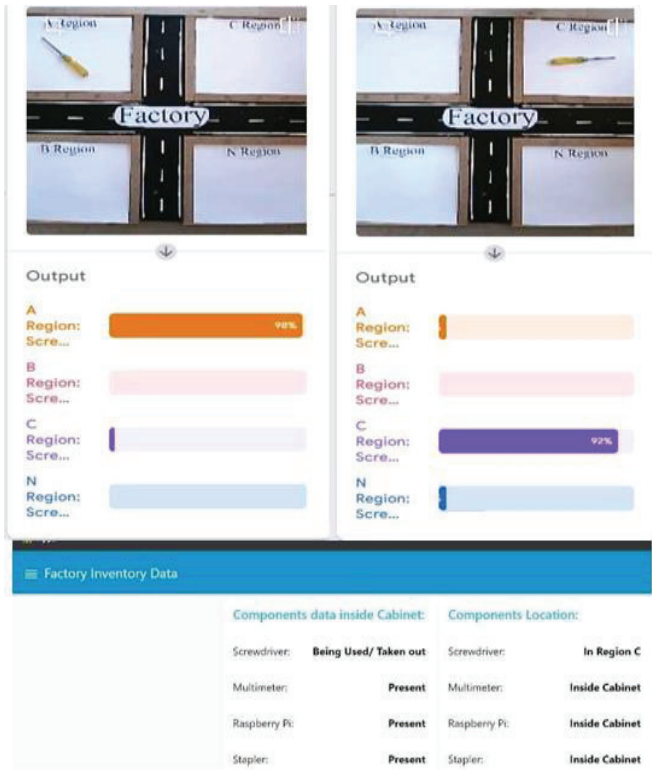 A Region
C Region
Factory
B Region
N Region
Output
A
Region:
Scre...
98%
B
Region:
Scre...
C
Region:
Scre...
N
Region:
Scre...
A Region
C Region
Factory
B Region
N Region
Output
A
Region:
Scre...
B
Region:
Scre...
C
Region:
Scre...
92%
N
Region:
Scre...
Factory Inventory Data
Components data inside Cabinet:
Screwdriver: Being Used/ Taken out
Multimeter: Present
Raspberry Pi: Present
Stapler: Present
Components Location:
Screwdriver: In Region C
Multimeter: Inside Cabinet
Raspberry Pi: Inside Cabinet
Stapler: Inside Cabinet